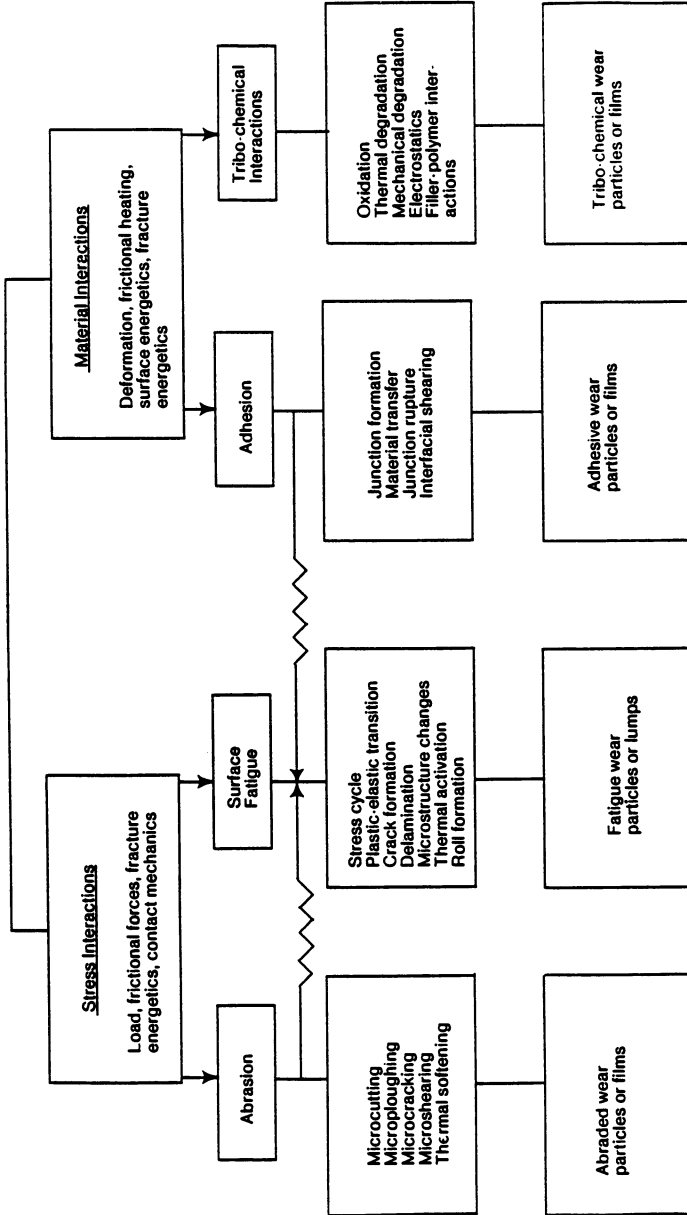 Stress Interactions
Load, frictional forces, fracture
energetics, contact mechanics
Material Interections
Deformation, frictional heating,
surface energetics, fracture
energetics
Abrasion
Surface
Fatigue
Adhesion
Tribo-chemical
Interactions
Microcutting
Microploughing
Microcracking
Microshearing
Thermal softening
Stress cycle
Plastic-elastic transition
Crack formation
Delamination
Microstructure changes
Thermal activation
Roll formation
Junction formation
Material transfer
Junction rupture
Interfacial shearing
Oxidation
Thermal degradation
Mechanical degradation
Electrostatics
Filler-polymer inter-
actions
Abraded wear
particles or films
Fatigue wear
particles or lumps
Adhesive wear
particles or films
Tribo-chemical wear
particles or films